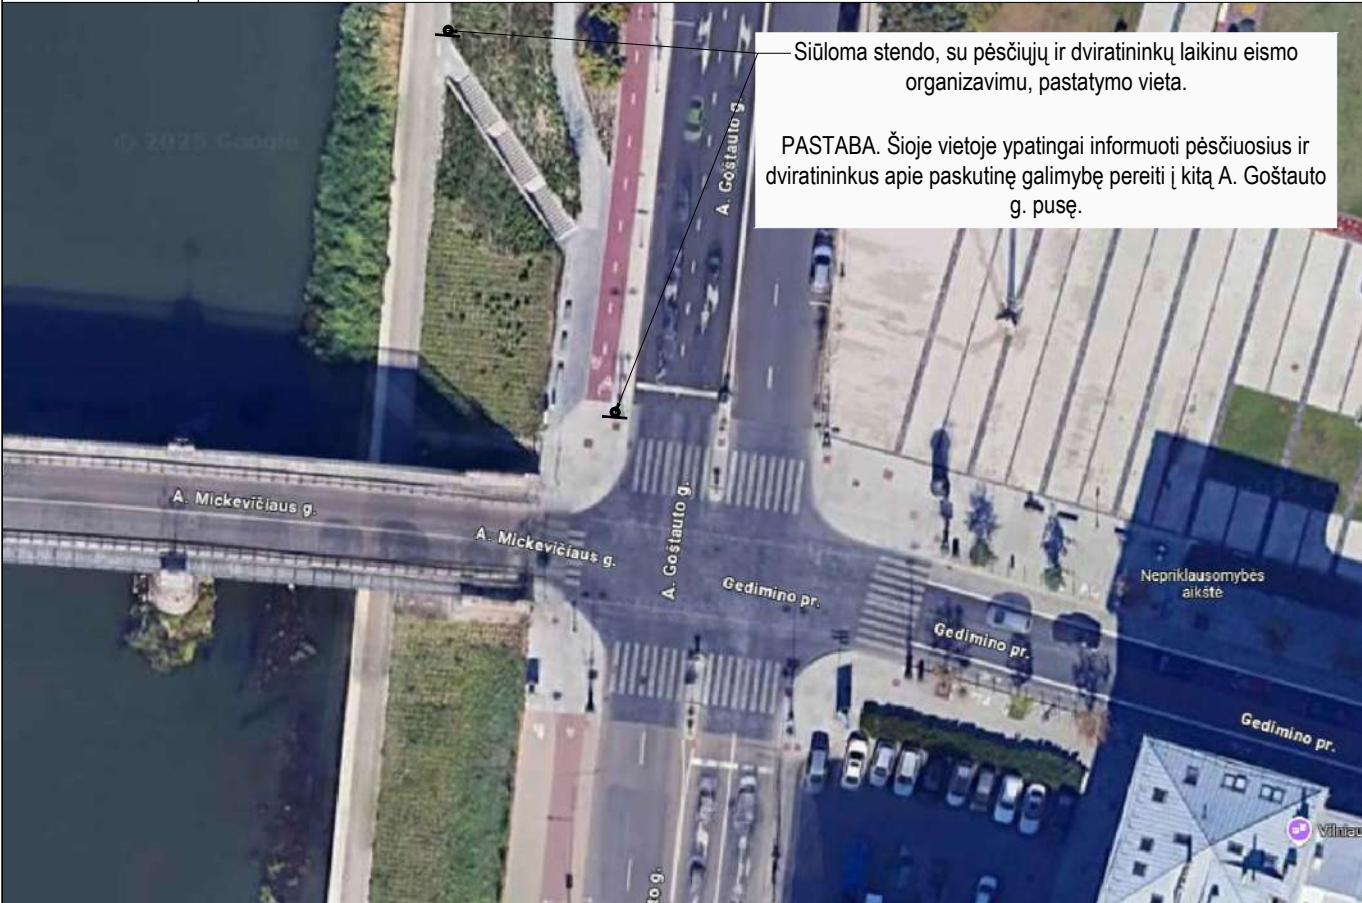 Siūloma stendo, su pėsčiųjų ir dviratininkų laikinu eismo
organizavimu, pastatymo vieta.
PASTABA. Šioje vietoje ypatingai informuoti pėsčiuosius ir
dviratininkus apie paskutinę galimybę pereiti į kitą A. Goštauto
g. pusę.
© 2025 Google
A. Goštauto g.
A. Mickevičiaus g.
A. Mickevičiaus g.
A. Goštauto g.
Gedimino pr.
Nepriklausomybės
aikštė
Gedimino pr.
Gedimino pr.
Vilniau
to g.